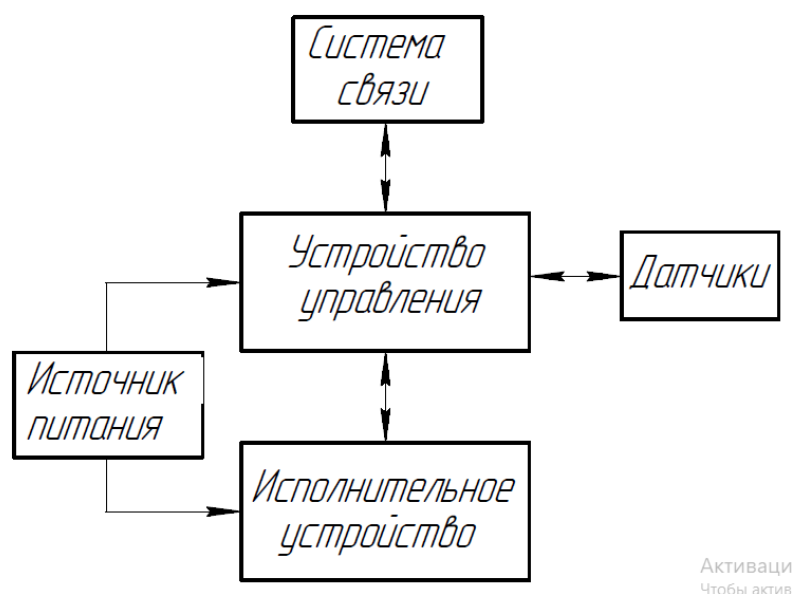 Система
связи
Устройство
управления
Датчики
Источник
питания
Исполнительное
устройство
Активаци
Чтобы актив